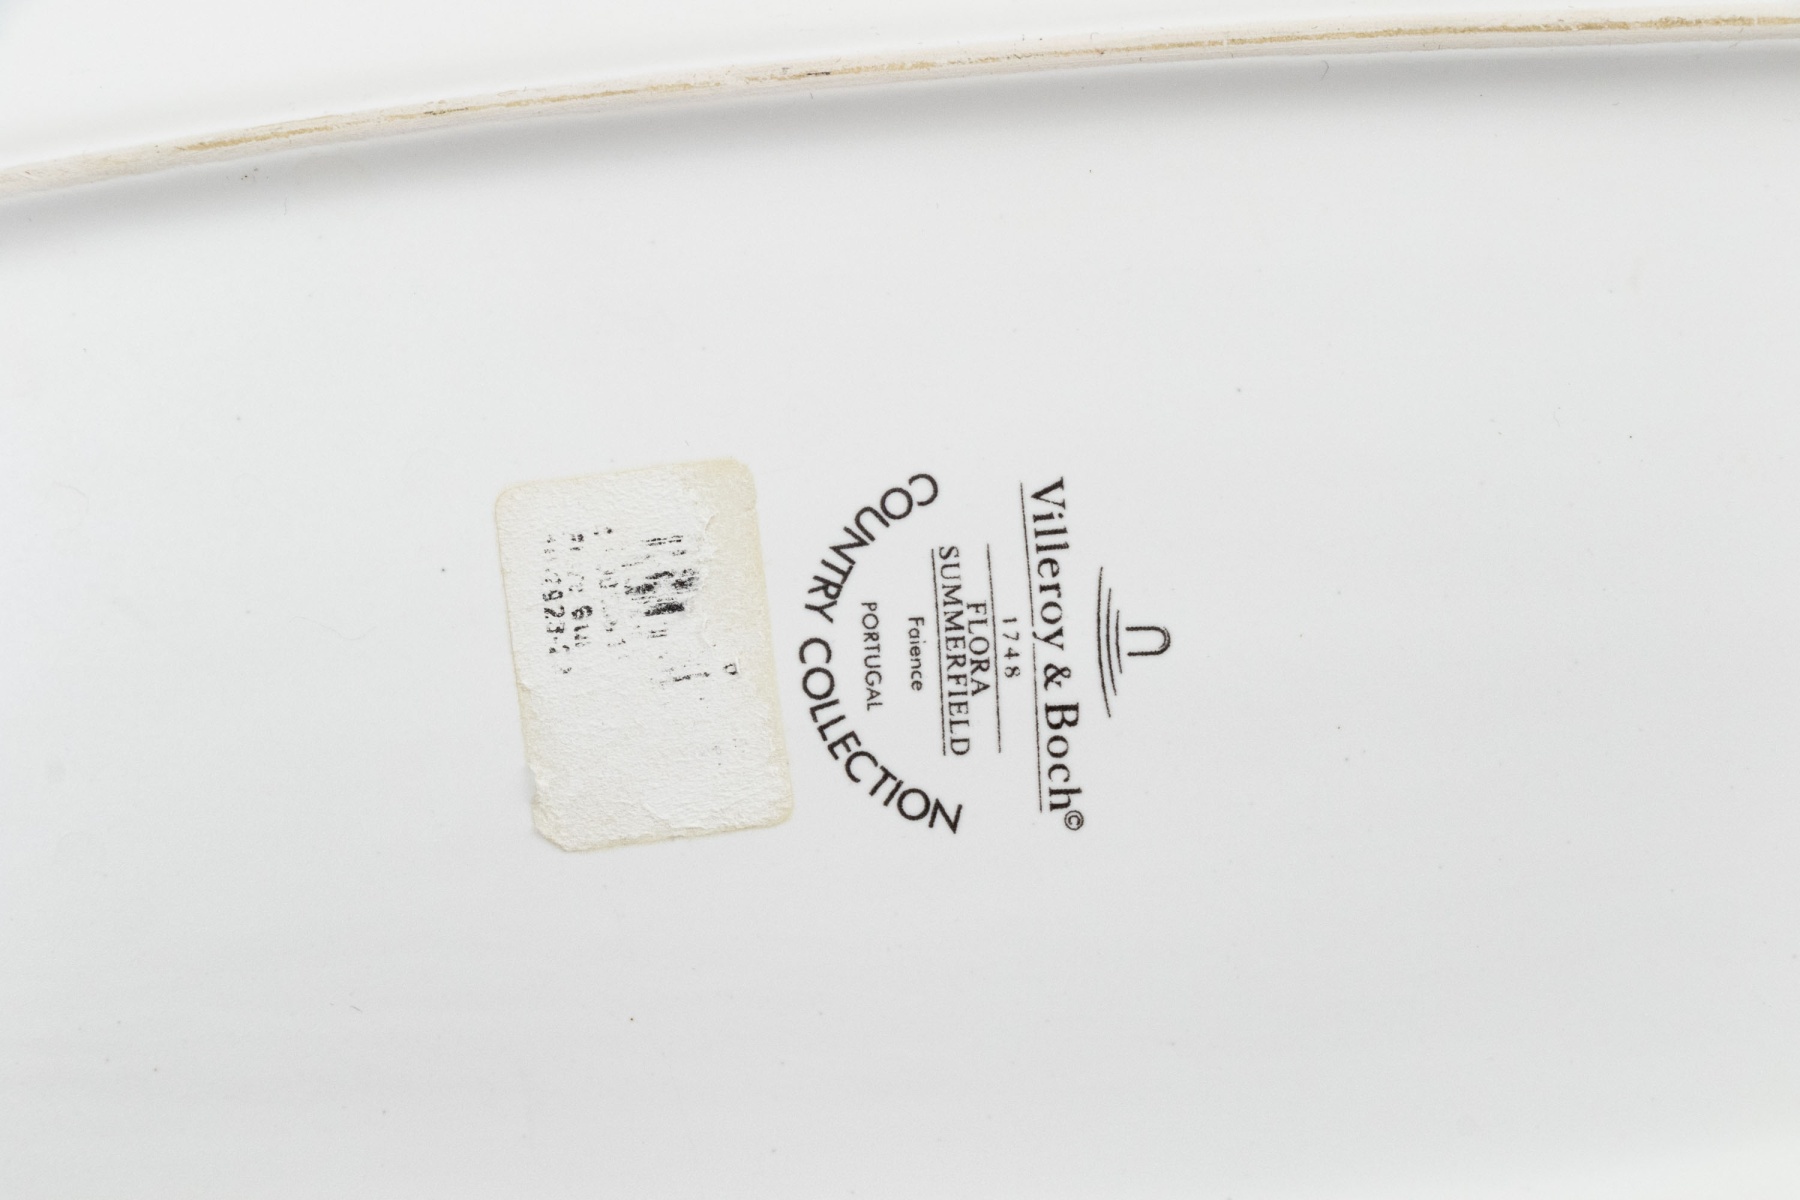 Villeroy & Boch©
1748
FLORA
SUMMERFIELD
Faience
PORTUGAL
COUNTRY COLLECTION